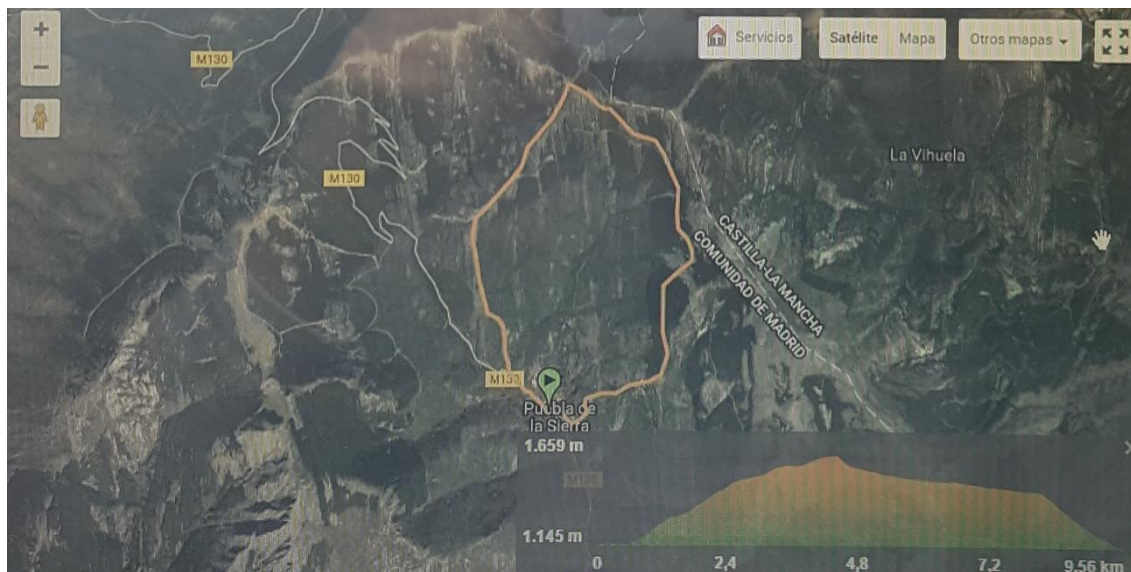 +
−
M130
Servicios
Satélite Mapa
Otros mapas
M130
La Vihuela
CASTILLA-LA MANCHA
COMUNIDAD DE MADRID
M130
Puebla de
la Sierra
1.659 m
M130
1.145 m
0 2,4 4,8 7,2 9,56 km